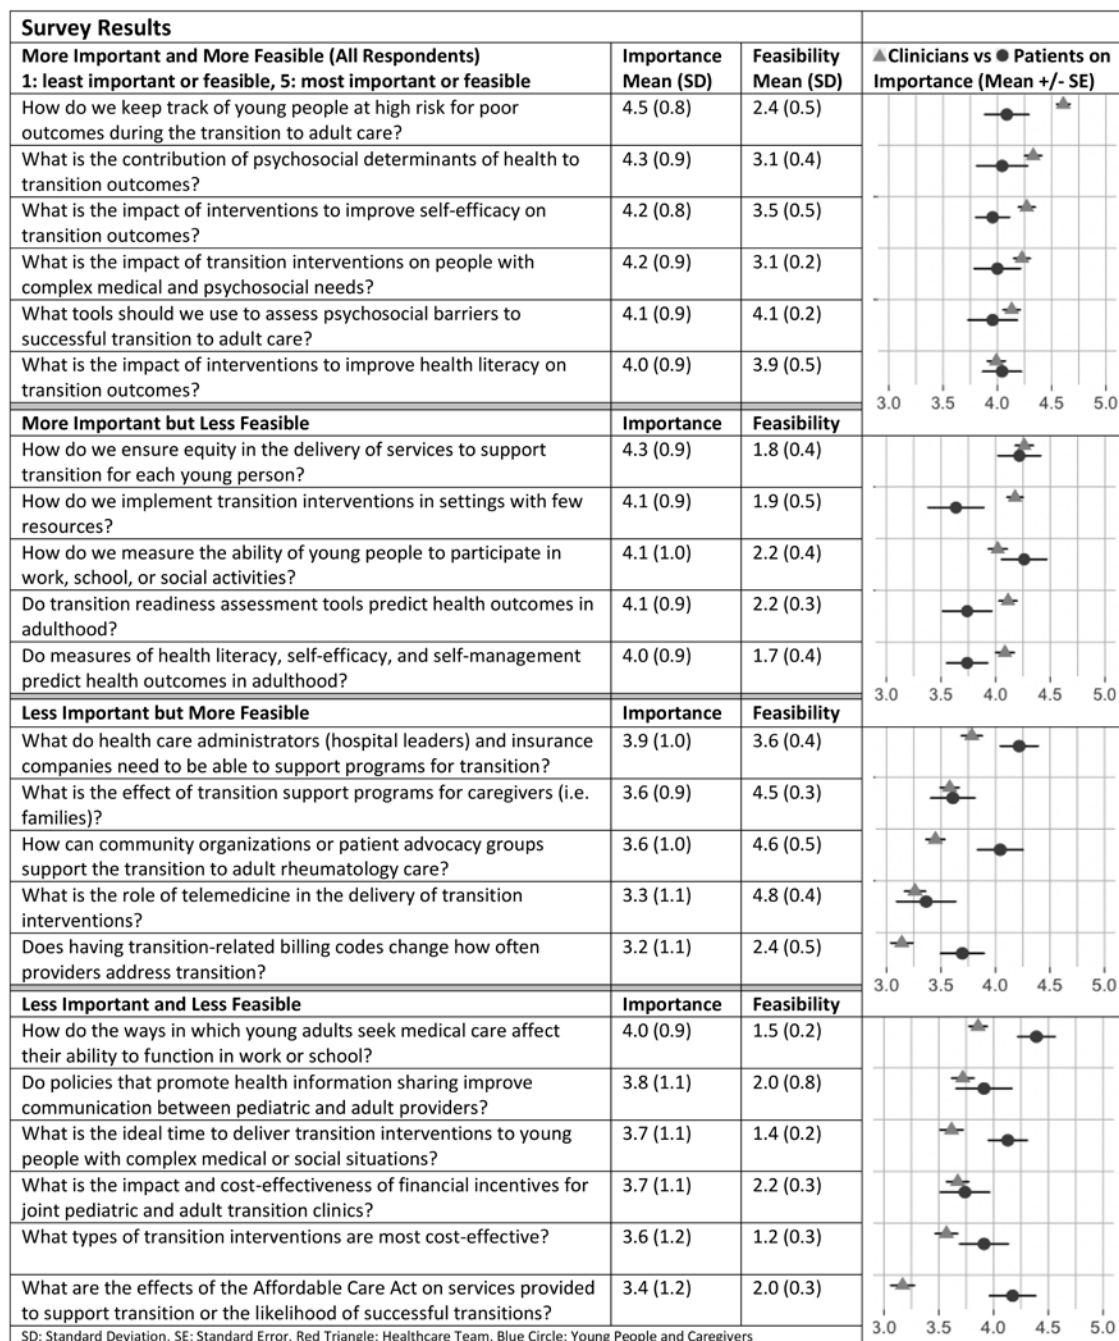 Survey Results
More Important and More Feasible (All Respondents)
1: least important or feasible, 5: most important or feasible
Importance
Mean (SD)
Feasibility
Mean (SD)
▲Clinicians vs ● Patients on
Importance (Mean +/- SE)
How do we keep track of young people at high risk for poor
outcomes during the transition to adult care?
4.5 (0.8)
2.4 (0.5)
What is the contribution of psychosocial determinants of health to
transition outcomes?
4.3 (0.9)
3.1 (0.4)
What is the impact of interventions to improve self-efficacy on
transition outcomes?
4.2 (0.8)
3.5 (0.5)
What is the impact of transition interventions on people with
complex medical and psychosocial needs?
4.2 (0.9)
3.1 (0.2)
What tools should we use to assess psychosocial barriers to
successful transition to adult care?
4.1 (0.9)
4.1 (0.2)
What is the impact of interventions to improve health literacy on
transition outcomes?
4.0 (0.9)
3.9 (0.5)
3.0 3.5 4.0 4.5 5.0
More Important but Less Feasible
Importance
Feasibility
How do we ensure equity in the delivery of services to support
transition for each young person?
4.3 (0.9)
1.8 (0.4)
How do we implement transition interventions in settings with few
resources?
4.1 (0.9)
1.9 (0.5)
How do we measure the ability of young people to participate in
work, school, or social activities?
4.1 (1.0)
2.2 (0.4)
Do transition readiness assessment tools predict health outcomes in
adulthood?
4.1 (0.9)
2.2 (0.3)
Do measures of health literacy, self-efficacy, and self-management
predict health outcomes in adulthood?
4.0 (0.9)
1.7 (0.4)
3.0 3.5 4.0 4.5 5.0
Less Important but More Feasible
Importance
Feasibility
What do health care administrators (hospital leaders) and insurance
companies need to be able to support programs for transition?
3.9 (1.0)
3.6 (0.4)
What is the effect of transition support programs for caregivers (i.e.
families)?
3.6 (0.9)
4.5 (0.3)
How can community organizations or patient advocacy groups
support the transition to adult rheumatology care?
3.6 (1.0)
4.6 (0.5)
What is the role of telemedicine in the delivery of transition
interventions?
3.3 (1.1)
4.8 (0.4)
Does having transition-related billing codes change how often
providers address transition?
3.2 (1.1)
2.4 (0.5)
3.0 3.5 4.0 4.5 5.0
Less Important and Less Feasible
Importance
Feasibility
How do the ways in which young adults seek medical care affect
their ability to function in work or school?
4.0 (0.9)
1.5 (0.2)
Do policies that promote health information sharing improve
communication between pediatric and adult providers?
3.8 (1.1)
2.0 (0.8)
What is the ideal time to deliver transition interventions to young
people with complex medical or social situations?
3.7 (1.1)
1.4 (0.2)
What is the impact and cost-effectiveness of financial incentives for
joint pediatric and adult transition clinics?
3.7 (1.1)
2.2 (0.3)
What types of transition interventions are most cost-effective?
3.6 (1.2)
1.2 (0.3)
What are the effects of the Affordable Care Act on services provided
to support transition or the likelihood of successful transitions?
3.4 (1.2)
2.0 (0.3)
3.0 3.5 4.0 4.5 5.0
SD: Standard Deviation, SE: Standard Error, Red Triangle: Healthcare Team, Blue Circle: Young People and Caregivers